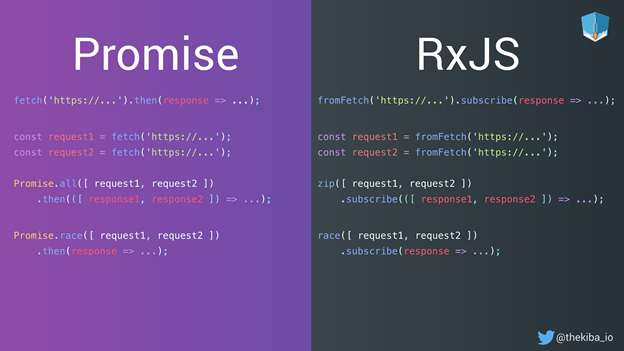 Promise
fetch('https://...').then(response => ...);
const request1 = fetch('https://...');
const request2 = fetch('https://...');
Promise.all([ request1, request2 ])
.then(([ response1, response2 ]) => ...);
Promise.race([ request1, request2 ])
.then(response => ...);
RxJS
fromFetch('https://...').subscribe(response => ...);
const request1 = fromFetch('https://...');
const request2 = fromFetch('https://...');
zip([ request1, request2 ])
.subscribe(([ response1, response2 ]) => ...);
race([ request1, request2 ])
.subscribe(response => ...);
@thekiba_io